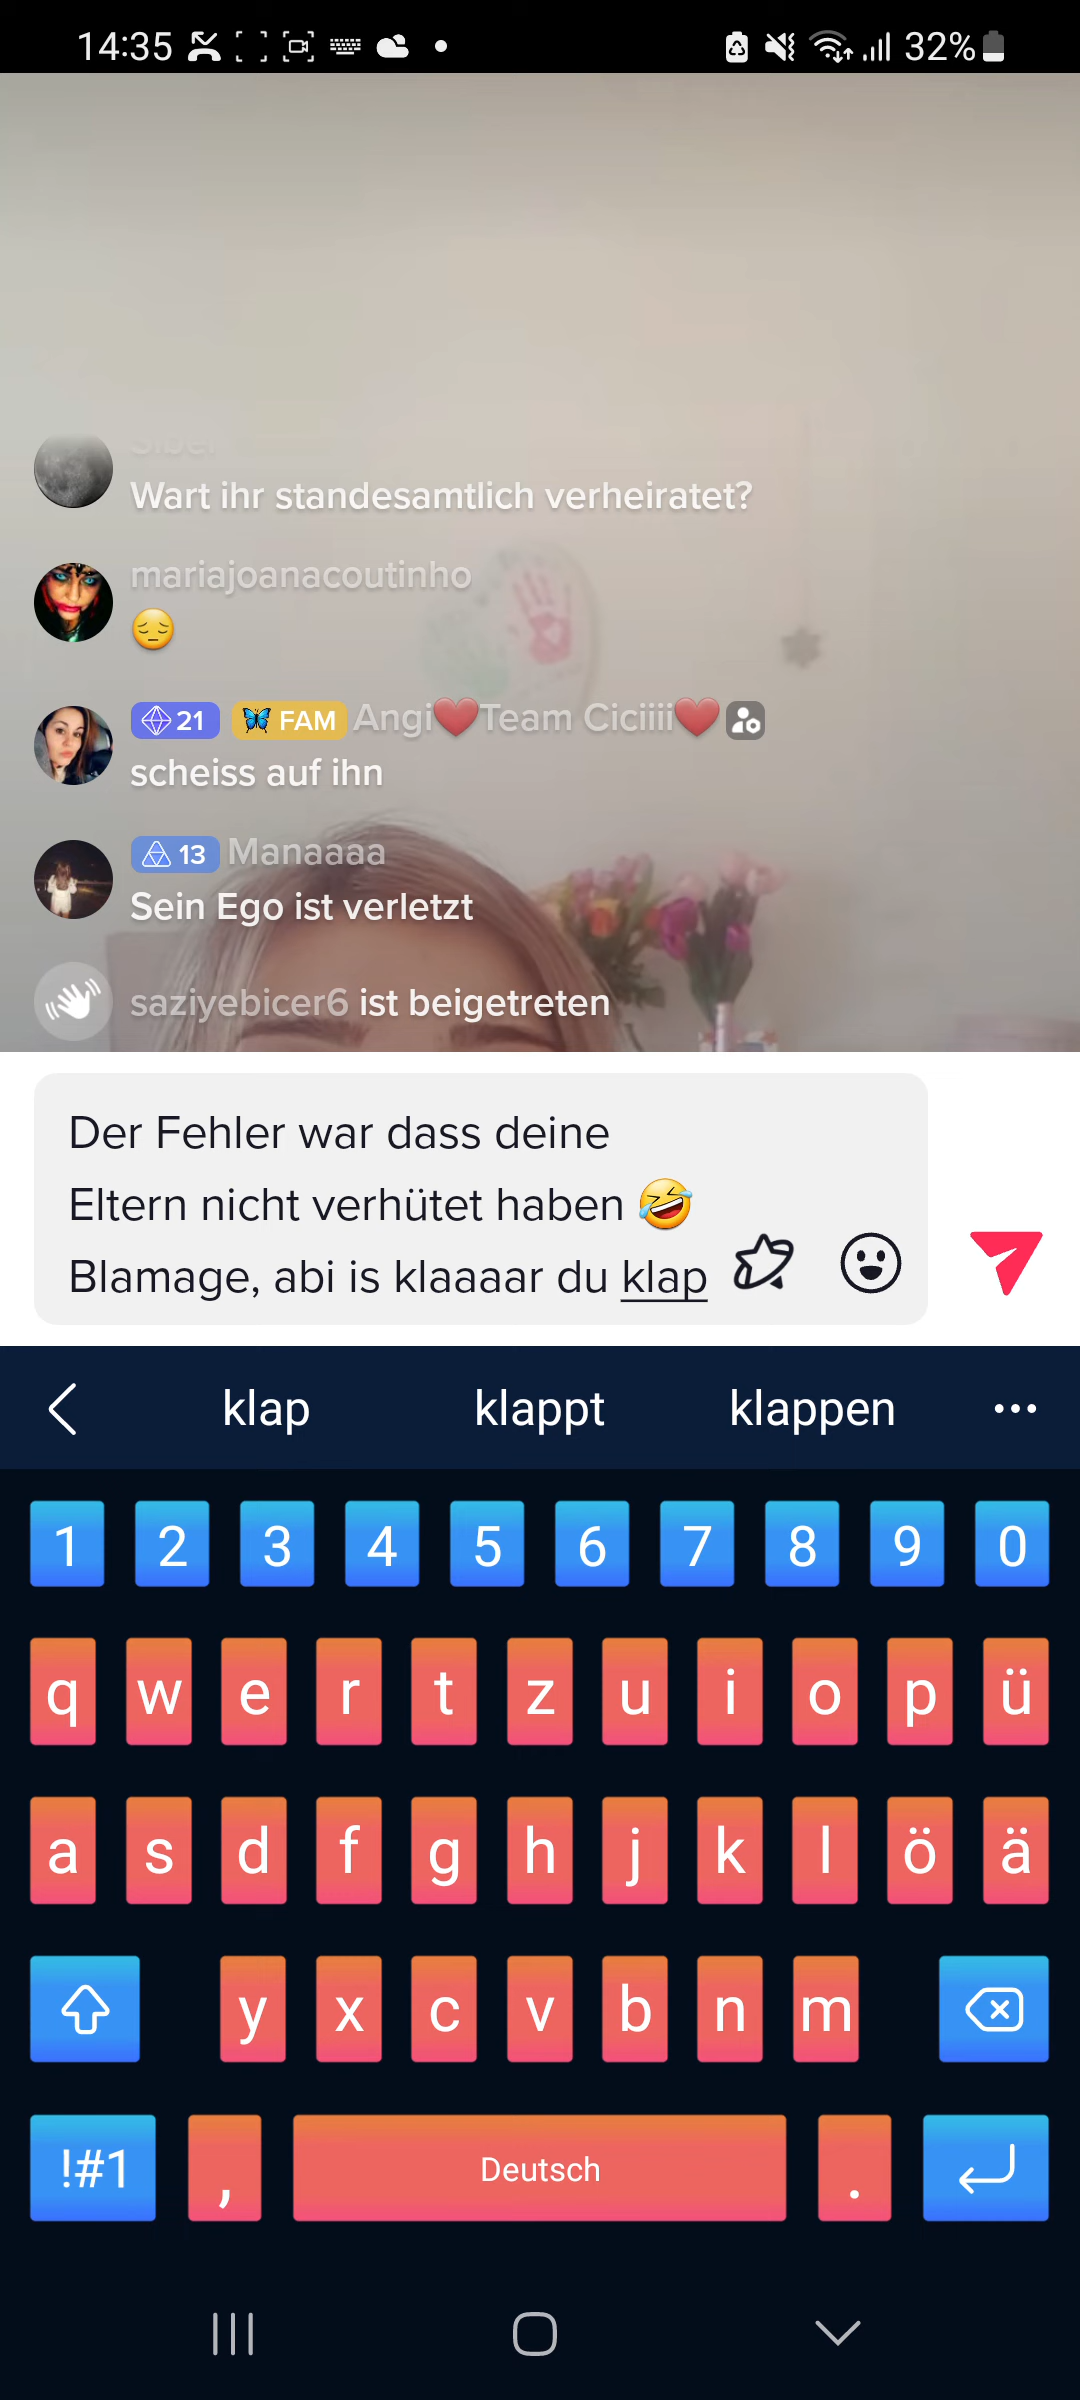 14:35
32%
Sibel
Wart ihr standesamtlich verheiratet?
mariajoanacoutinho
😔
21 FAM Angi❤️Team Ciciiii❤️
scheiss auf ihn
13 Manaaaa
Sein Ego ist verletzt
saziyebicer6 ist beigetreten
Der Fehler war dass deine
Eltern nicht verhütet haben 🤣
Blamage, abi is klaaaar du klap
klap klappt klappen ...
1 2 3 4 5 6 7 8 9 0
q w e r t z u i o p ü
a s d f g h j k l ö ä
y x c v b n m
!#1 , Deutsch .